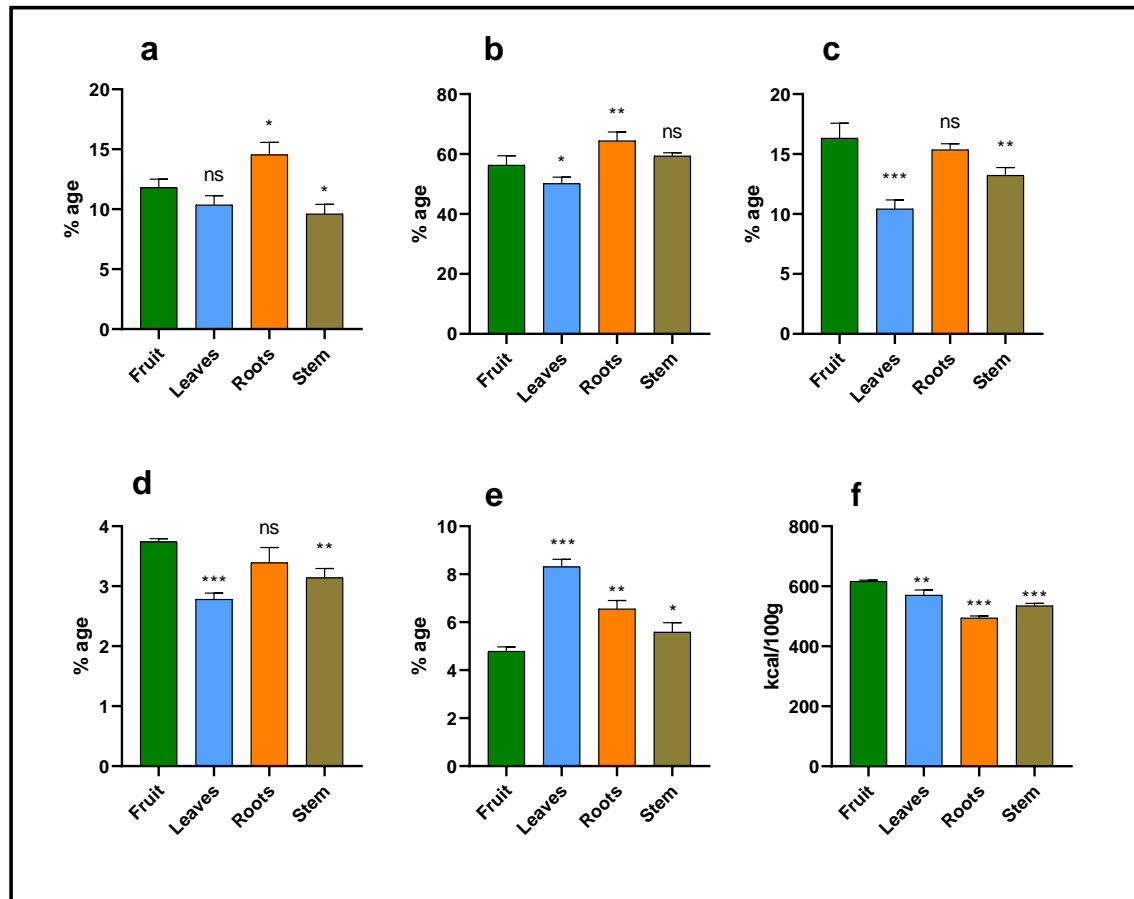 a
20
15
10
5
0
% age
ns
*
*
Fruit
Leaves
Roots
Stem
b
80
60
40
20
0
% age
*
**
ns
Fruit
Leaves
Roots
Stem
c
20
15
10
5
0
% age
***
ns
**
Fruit
Leaves
Roots
Stem
d
4
3
2
1
0
% age
***
ns
**
Fruit
Leaves
Roots
Stem
e
10
8
6
4
2
0
% age
***
**
*
Fruit
Leaves
Roots
Stem
f
800
600
400
200
0
kcal/100g
**
***
***
Fruit
Leaves
Roots
Stem